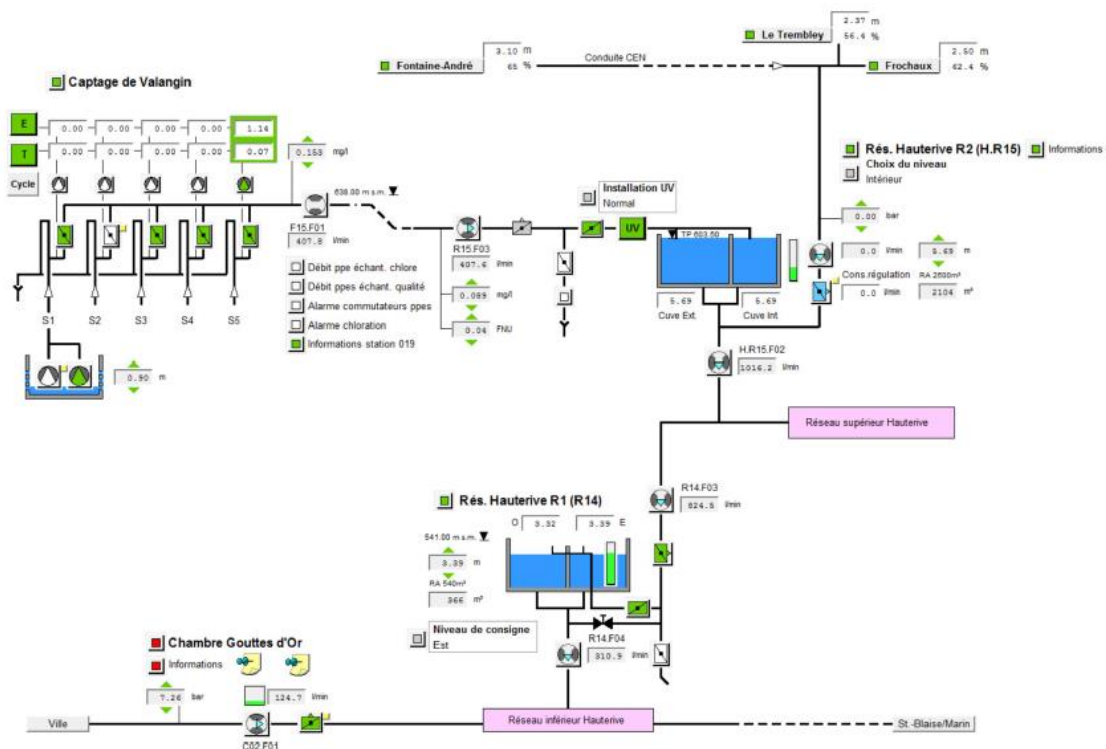 2.37 m
Le Trembley 56.4 %
3.10 m
Fontaine-André 65 %
Conduite CEN
2.50 m
Frochaux 62.4 %
Captage de Valangin
E 0.00 0.00 0.00 0.00 1.14
T 0.00 0.00 0.00 0.00 0.07
Cycle
0.153 mg/l
638.00 m s.m.
F15.F01
407.8 l/min
R15.F03
407.6 l/min
0.089 mg/l
0.04 FNU
Installation UV
Normal
UV
TP 603.50
5.69 5.69
Cuve Ext. Cuve Int.
Rés. Hauterive R2 (H.R15) Informations
Choix du niveau
Intérieur
0.00 bar
0.0 l/min 5.69 m
Cons.régulation
0.0 l/min 2104 m³
Débit ppe échant. chlore
Débit ppes échant. qualité
Alarme commutateurs ppes
Alarme chloration
Informations station 019
S1 S2 S3 S4 S5
0.90 m
H.R15.F02
1016.2 l/min
Réseau supérieur Hauterive
R14.F03
824.5 l/min
Rés. Hauterive R1 (R14)
O 3.32 3.39 E
541.00 m s.m.
3.39 m
RA 540m³
366 m³
Niveau de consigne
Est
R14.F04
310.9 l/min
Chambre Gouttes d'Or
Informations
7.26 bar
124.7 l/min
Ville
C02.F01
Réseau inférieur Hauterive
St.-Blaise/Marin